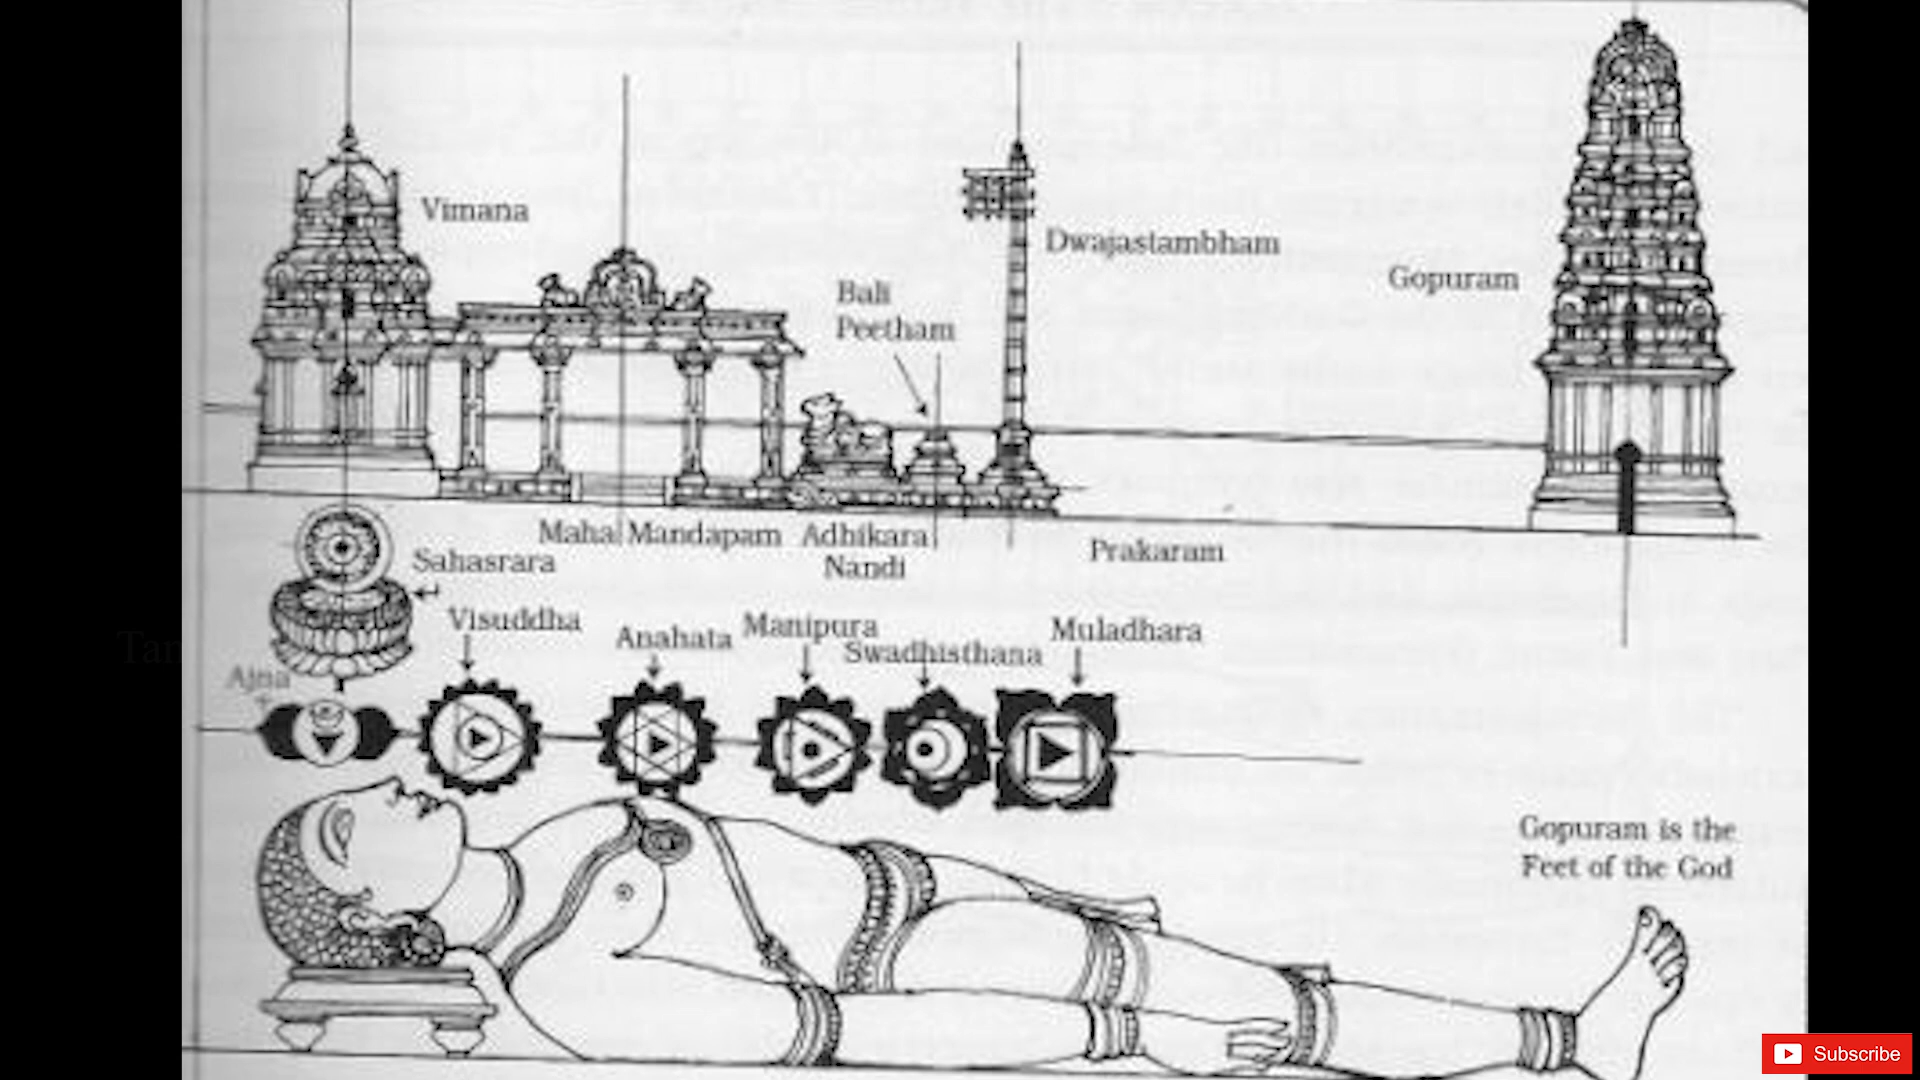 Vimana
Dwajastambham
Gopuram
Bali
Peetham
Maha Mandapam
Adhikara
Nandi
Prakaram
Sahasrara
Visuddha
Anahata
Manipura
Swadhisthana
Muladhara
Ajna
Gopuram is the
Feet of the God
Subscribe